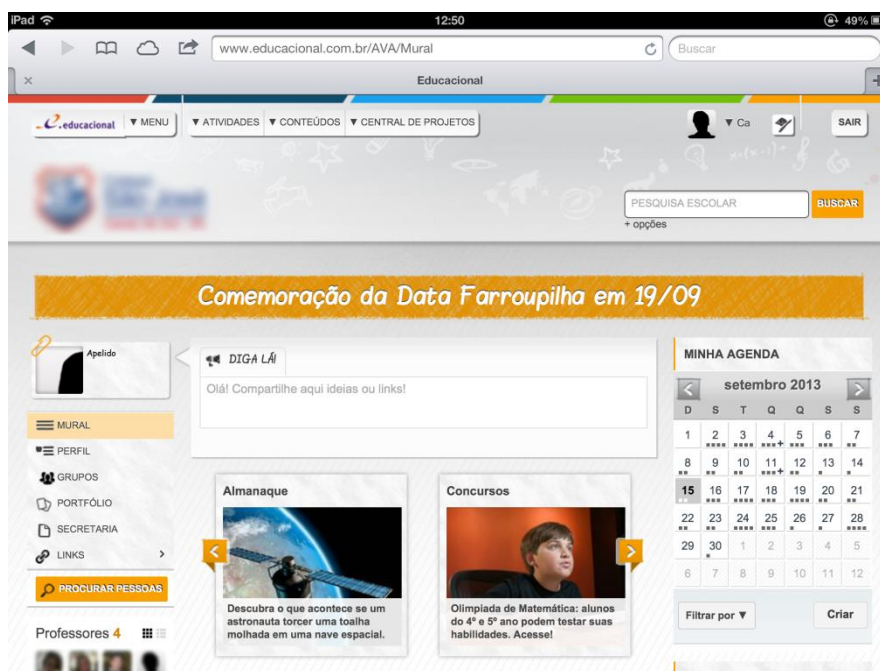 iPad 12:50 49%
www.educacional.com.br/AVA/Mural
Buscar
Educacional
e.educacional ▼ MENU ▼ ATIVIDADES ▼ CONTEÚDOS ▼ CENTRAL DE PROJETOS ▼ Ca SAIR
PESQUISA ESCOLAR BUSCAR
+ opções
Comemoração da Data Farroupilha em 19/09
Apelido
MURAL
PERFIL
GRUPOS
PORTFÓLIO
SECRETARIA
LINKS >
PROCURAR PESSOAS
Professores 4
DIGA LÁ!
Olá! Compartilhe aqui ideias ou links!
Almanaque
Descubra o que acontece se um
astronauta torcer uma toalha
molhada em uma nave espacial.
Concursos
Olimpiada de Matemática: alunos
do 4º e 5º ano podem testar suas
habilidades. Acesse!
MINHA AGENDA
< setembro 2013 >
D S T Q Q S S
1 2 3 4 5 6 7
8 9 10 11 12 13 14
15 16 17 18 19 20 21
22 23 24 25 26 27 28
29 30 1 2 3 4 5
6 7 8 9 10 11 12
Filtrar por ▼ Criar